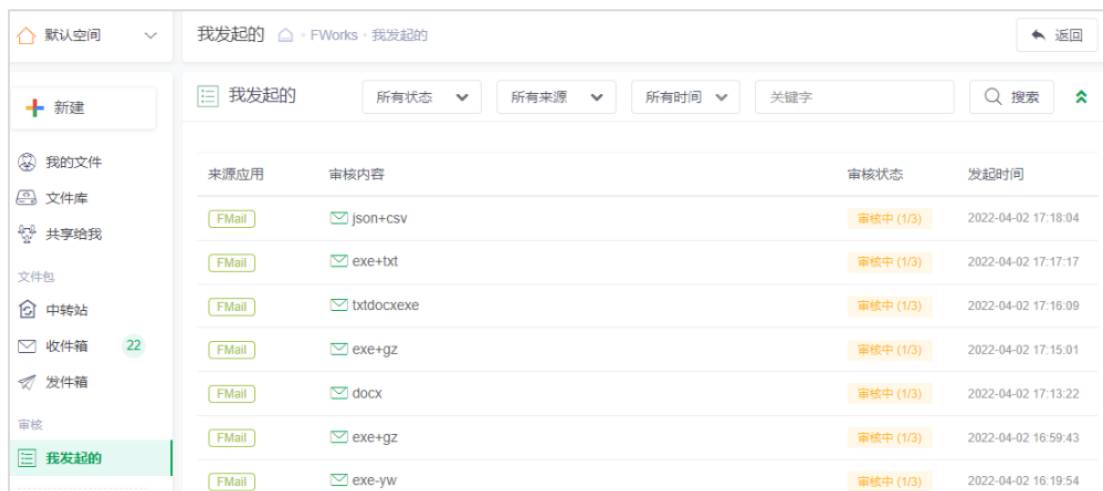 默认空间
我发起的 FWorks 我发起的 返回
新建
我的文件
文件库
共享给我
文件包
中转站
收件箱 22
发件箱
审核
我发起的
我发起的 所有状态 所有来源 所有时间 关键字 搜索
来源应用 审核内容 审核状态 发起时间
FMail json+csv 审核中 (1/3) 2022-04-02 17:18:04
FMail exe+txt 审核中 (1/3) 2022-04-02 17:17:17
FMail txtdocxexe 审核中 (1/3) 2022-04-02 17:16:09
FMail exe+gz 审核中 (1/3) 2022-04-02 17:15:01
FMail docx 审核中 (1/3) 2022-04-02 17:13:22
FMail exe+gz 审核中 (1/3) 2022-04-02 16:59:43
FMail exe-yw 审核中 (1/3) 2022-04-02 16:19:54